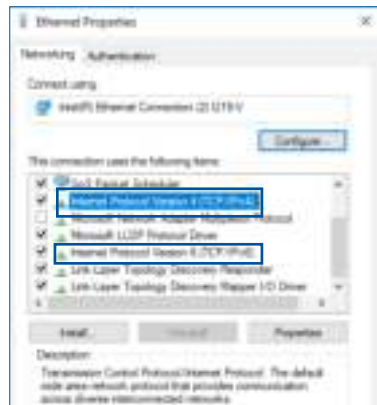 Ethernet Properties
Networking Authentication
Connect using:
Intel(R) Ethernet Connection (2) I219-V
Configure...
This connection uses the following items:
QoS Packet Scheduler
Internet Protocol Version 4 (TCP/IPv4)
Microsoft Network Adapter Multiplexor Protocol
Microsoft LLDP Protocol Driver
Internet Protocol Version 6 (TCP/IPv6)
Link-Layer Topology Discovery Responder
Link-Layer Topology Discovery Mapper I/O Driver
Install...
Uninstall
Properties
Description
Transmission Control Protocol/Internet Protocol. The default
wide area network protocol that provides communication
across diverse interconnected networks.